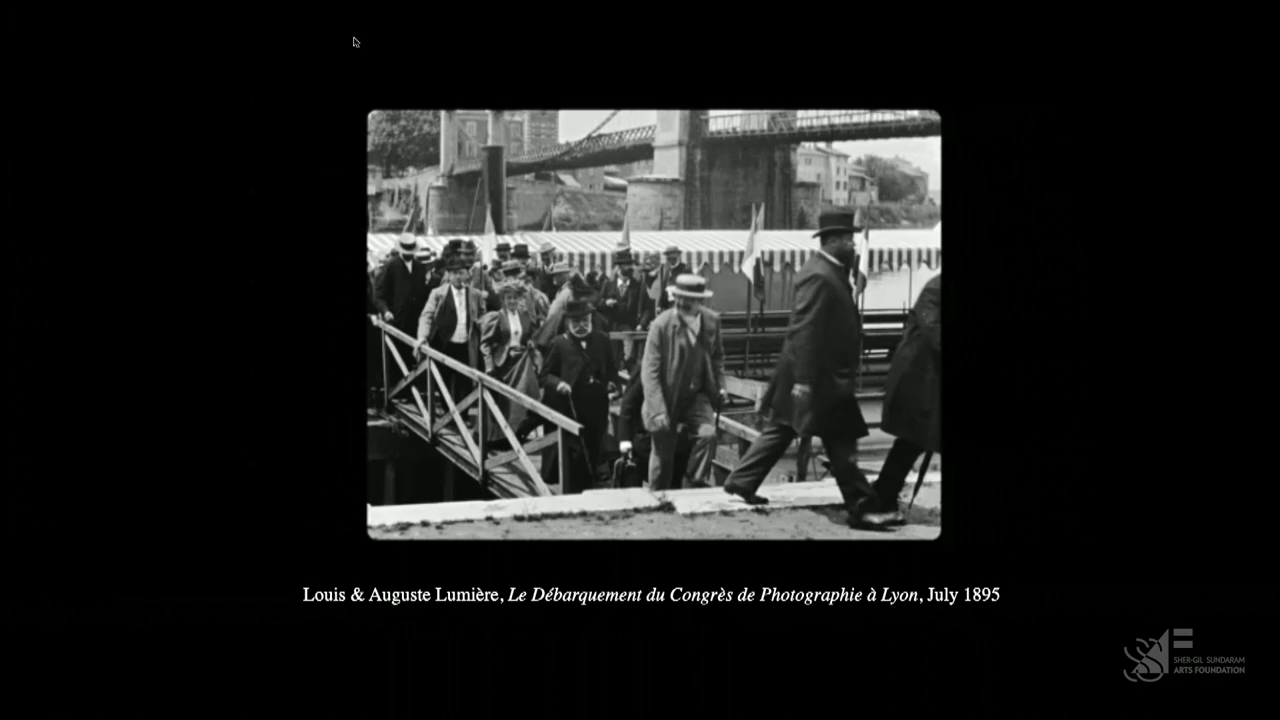 Louis & Auguste Lumière, Le Débarquement du Congrès de Photographie à Lyon, July 1895
SHER-GIL SUNDARAM
ARTS FOUNDATION